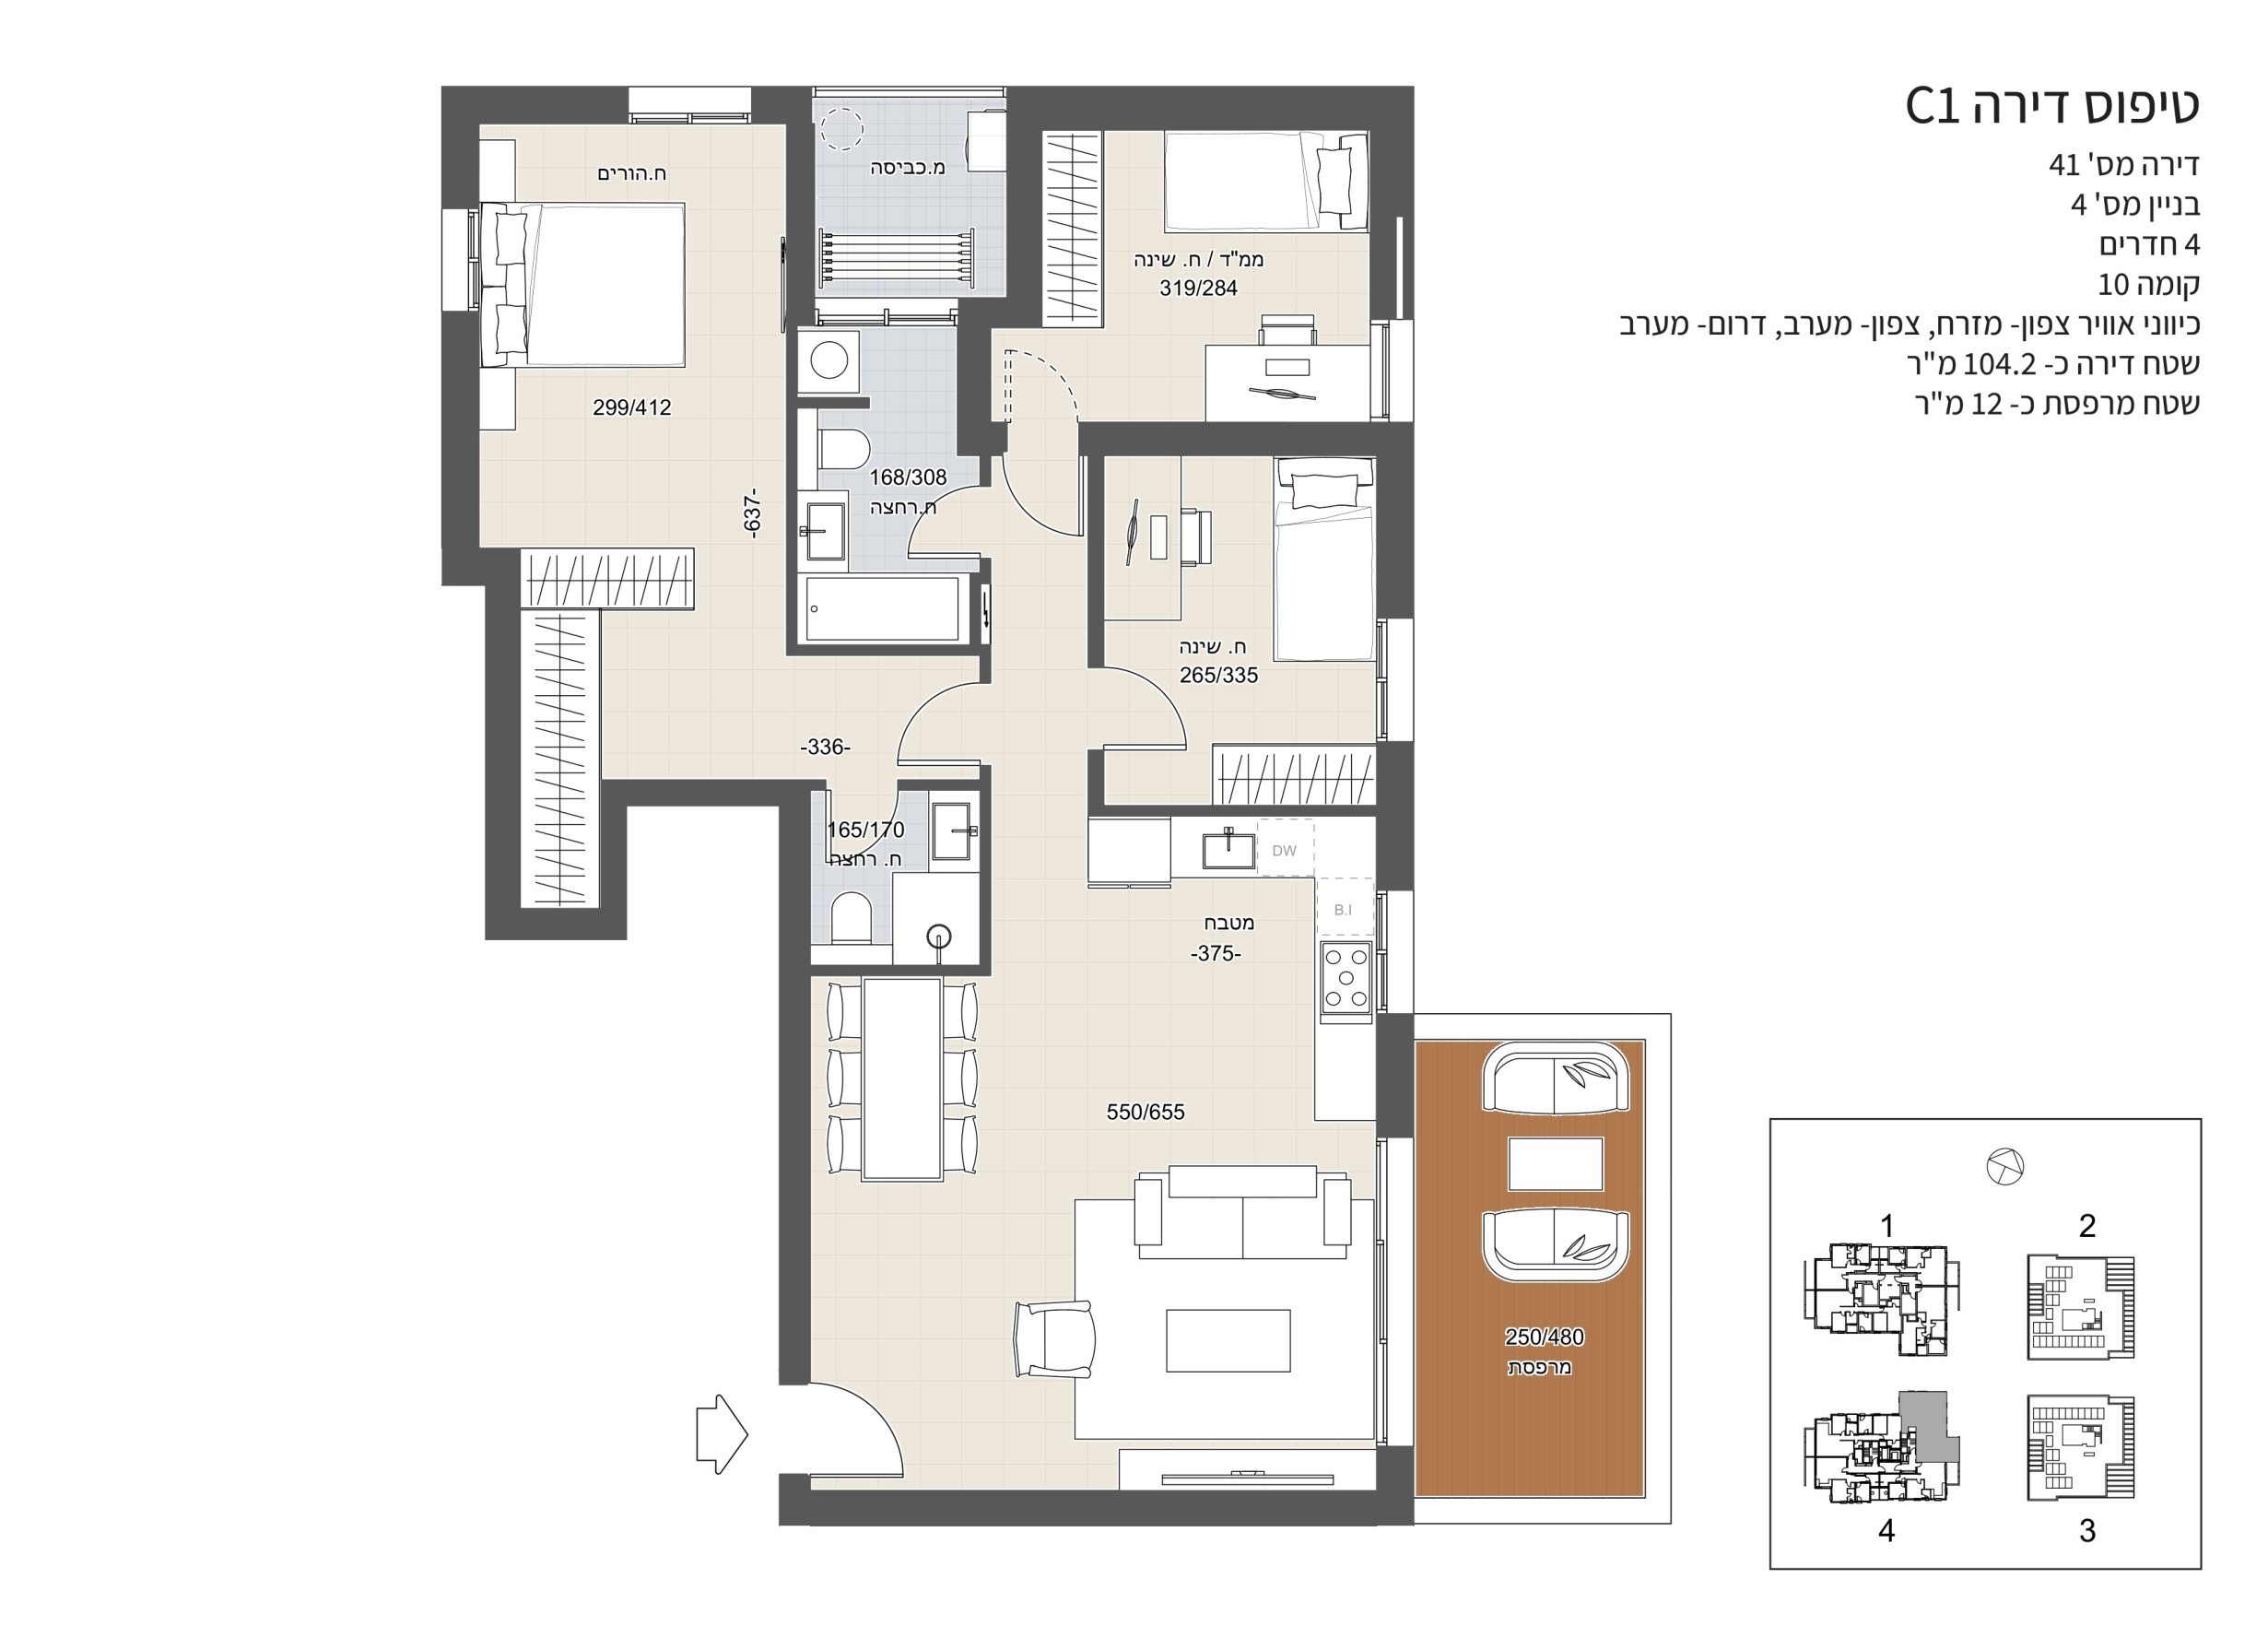 טיפוס דירה C1
דירה מס' 41
בניין מס' 4
4 חדרים
קומה 10
כיווני אוויר צפון- מזרח, צפון- מערב, דרום- מערב
שטח דירה כ- 104.2 מ"ר
שטח מרפסת כ- 12 מ"ר
ח.הורים
299/412
-637-
-336-
מ.כביסה
168/308
ח.רחצה
ממ"ד / ח. שינה
319/284
ח. שינה
265/335
165/170
ח. רחצה
DW
B.I
מטבח
-375-
550/655
250/480
מרפסת
1
2
4
3